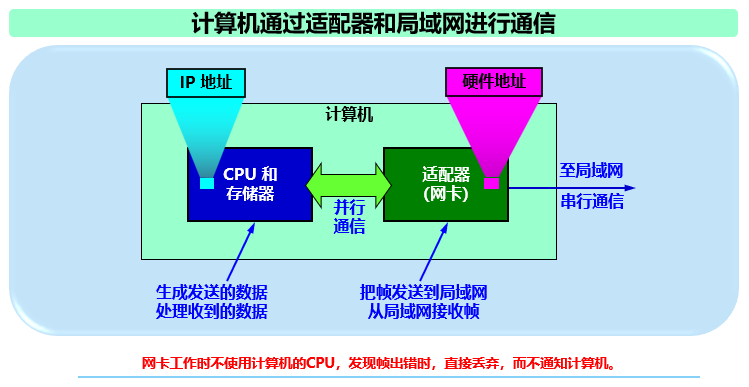 计算机通过适配器和局域网进行通信
IP 地址
硬件地址
计算机
CPU 和
存储器
并行
通信
适配器
(网卡)
至局域网
串行通信
生成发送的数据
处理收到的数据
把帧发送到局域网
从局域网接收帧
网卡工作时不使用计算机的CPU，发现帧出错时，直接丢弃，而不通知计算机。